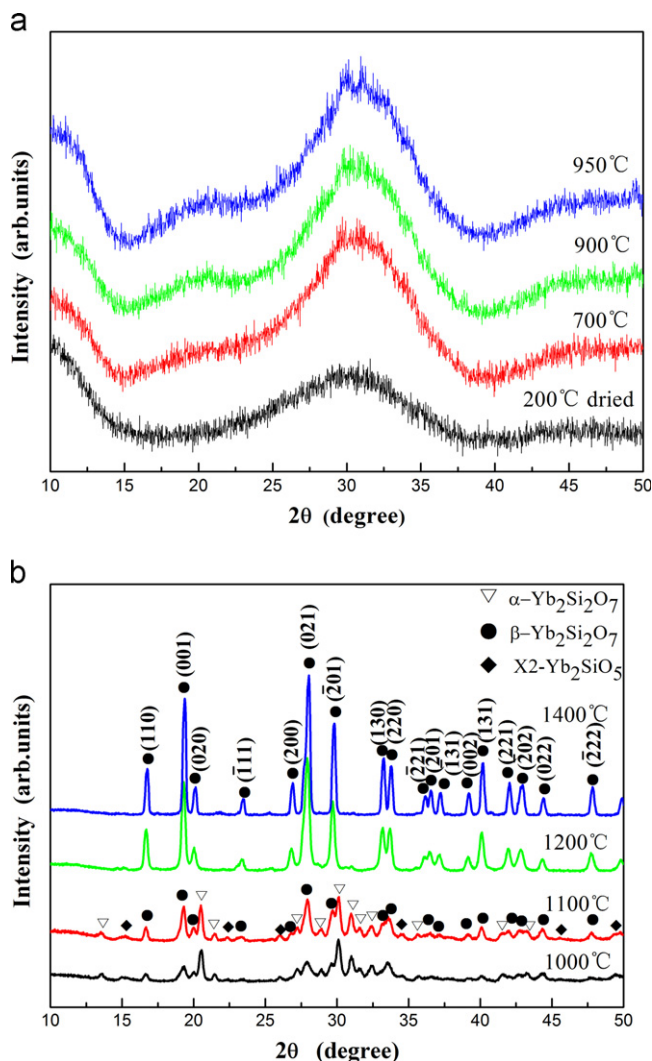 a
Intensity (arb.units)
950℃
900℃
700℃
200℃ dried
10 15 20 25 30 35 40 45 50
2θ (degree)
b
Intensity (arb.units)
α–Yb₂Si₂O₇
β–Yb₂Si₂O₇
X2-Yb₂SiO₅
(110)
(001)
(020)
(1̄11)
(200)
(021)
(2̄01)
(130)
(220)
(2̄21)
(201)
(131)
(002)
(131)
(221)
(202)
(022)
(2̄22)
1400℃
1200℃
1100℃
1000℃
10 15 20 25 30 35 40 45 50
2θ (degree)